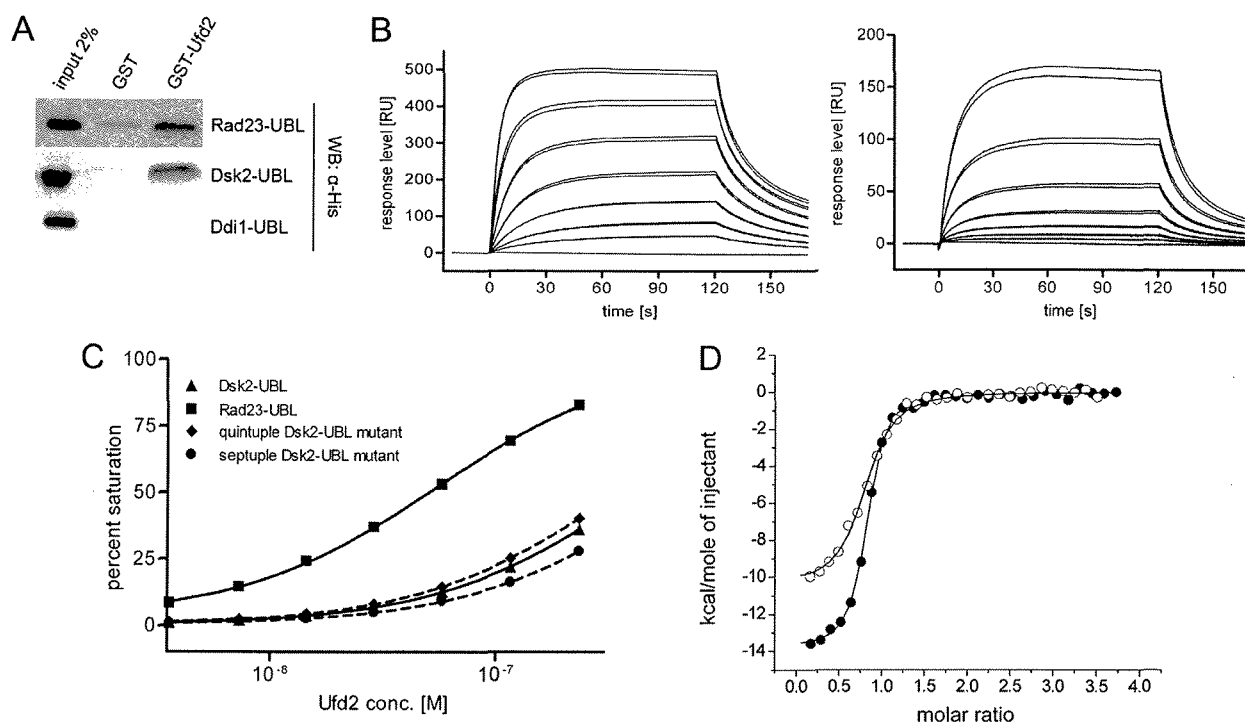 A
input 2%
GST
GST-Ufd2
Rad23-UBL
Dsk2-UBL
Ddi1-UBL
WB: α-His
B
500
400
300
200
100
0
response level [RU]
0 30 60 90 120 150
time [s]
200
150
100
50
0
response level [RU]
0 30 60 90 120 150
time [s]
C
100
75
50
25
0
percent saturation
Dsk2-UBL
Rad23-UBL
quintuple Dsk2-UBL mutant
septuple Dsk2-UBL mutant
10-8 10-7
Ufd2 conc. [M]
D
2
0
-2
-4
-6
-8
-10
-12
-14
kcal/mole of injectant
0.0 0.5 1.0 1.5 2.0 2.5 3.0 3.5 4.0
molar ratio